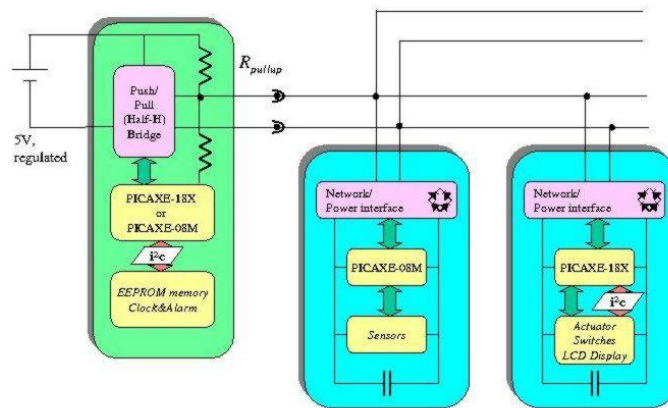 R pullup
Push/
Pull
(Half-H)
Bridge
5V,
regulated
PICAXE-18X
or
PICAXE-08M
i²c
EEPROM memory
Clock&Alarm
Network/
Power interface
PICAXE-08M
Sensors
Network/
Power interface
PICAXE-18X
i²c
Actuator
Switches
LCD Display